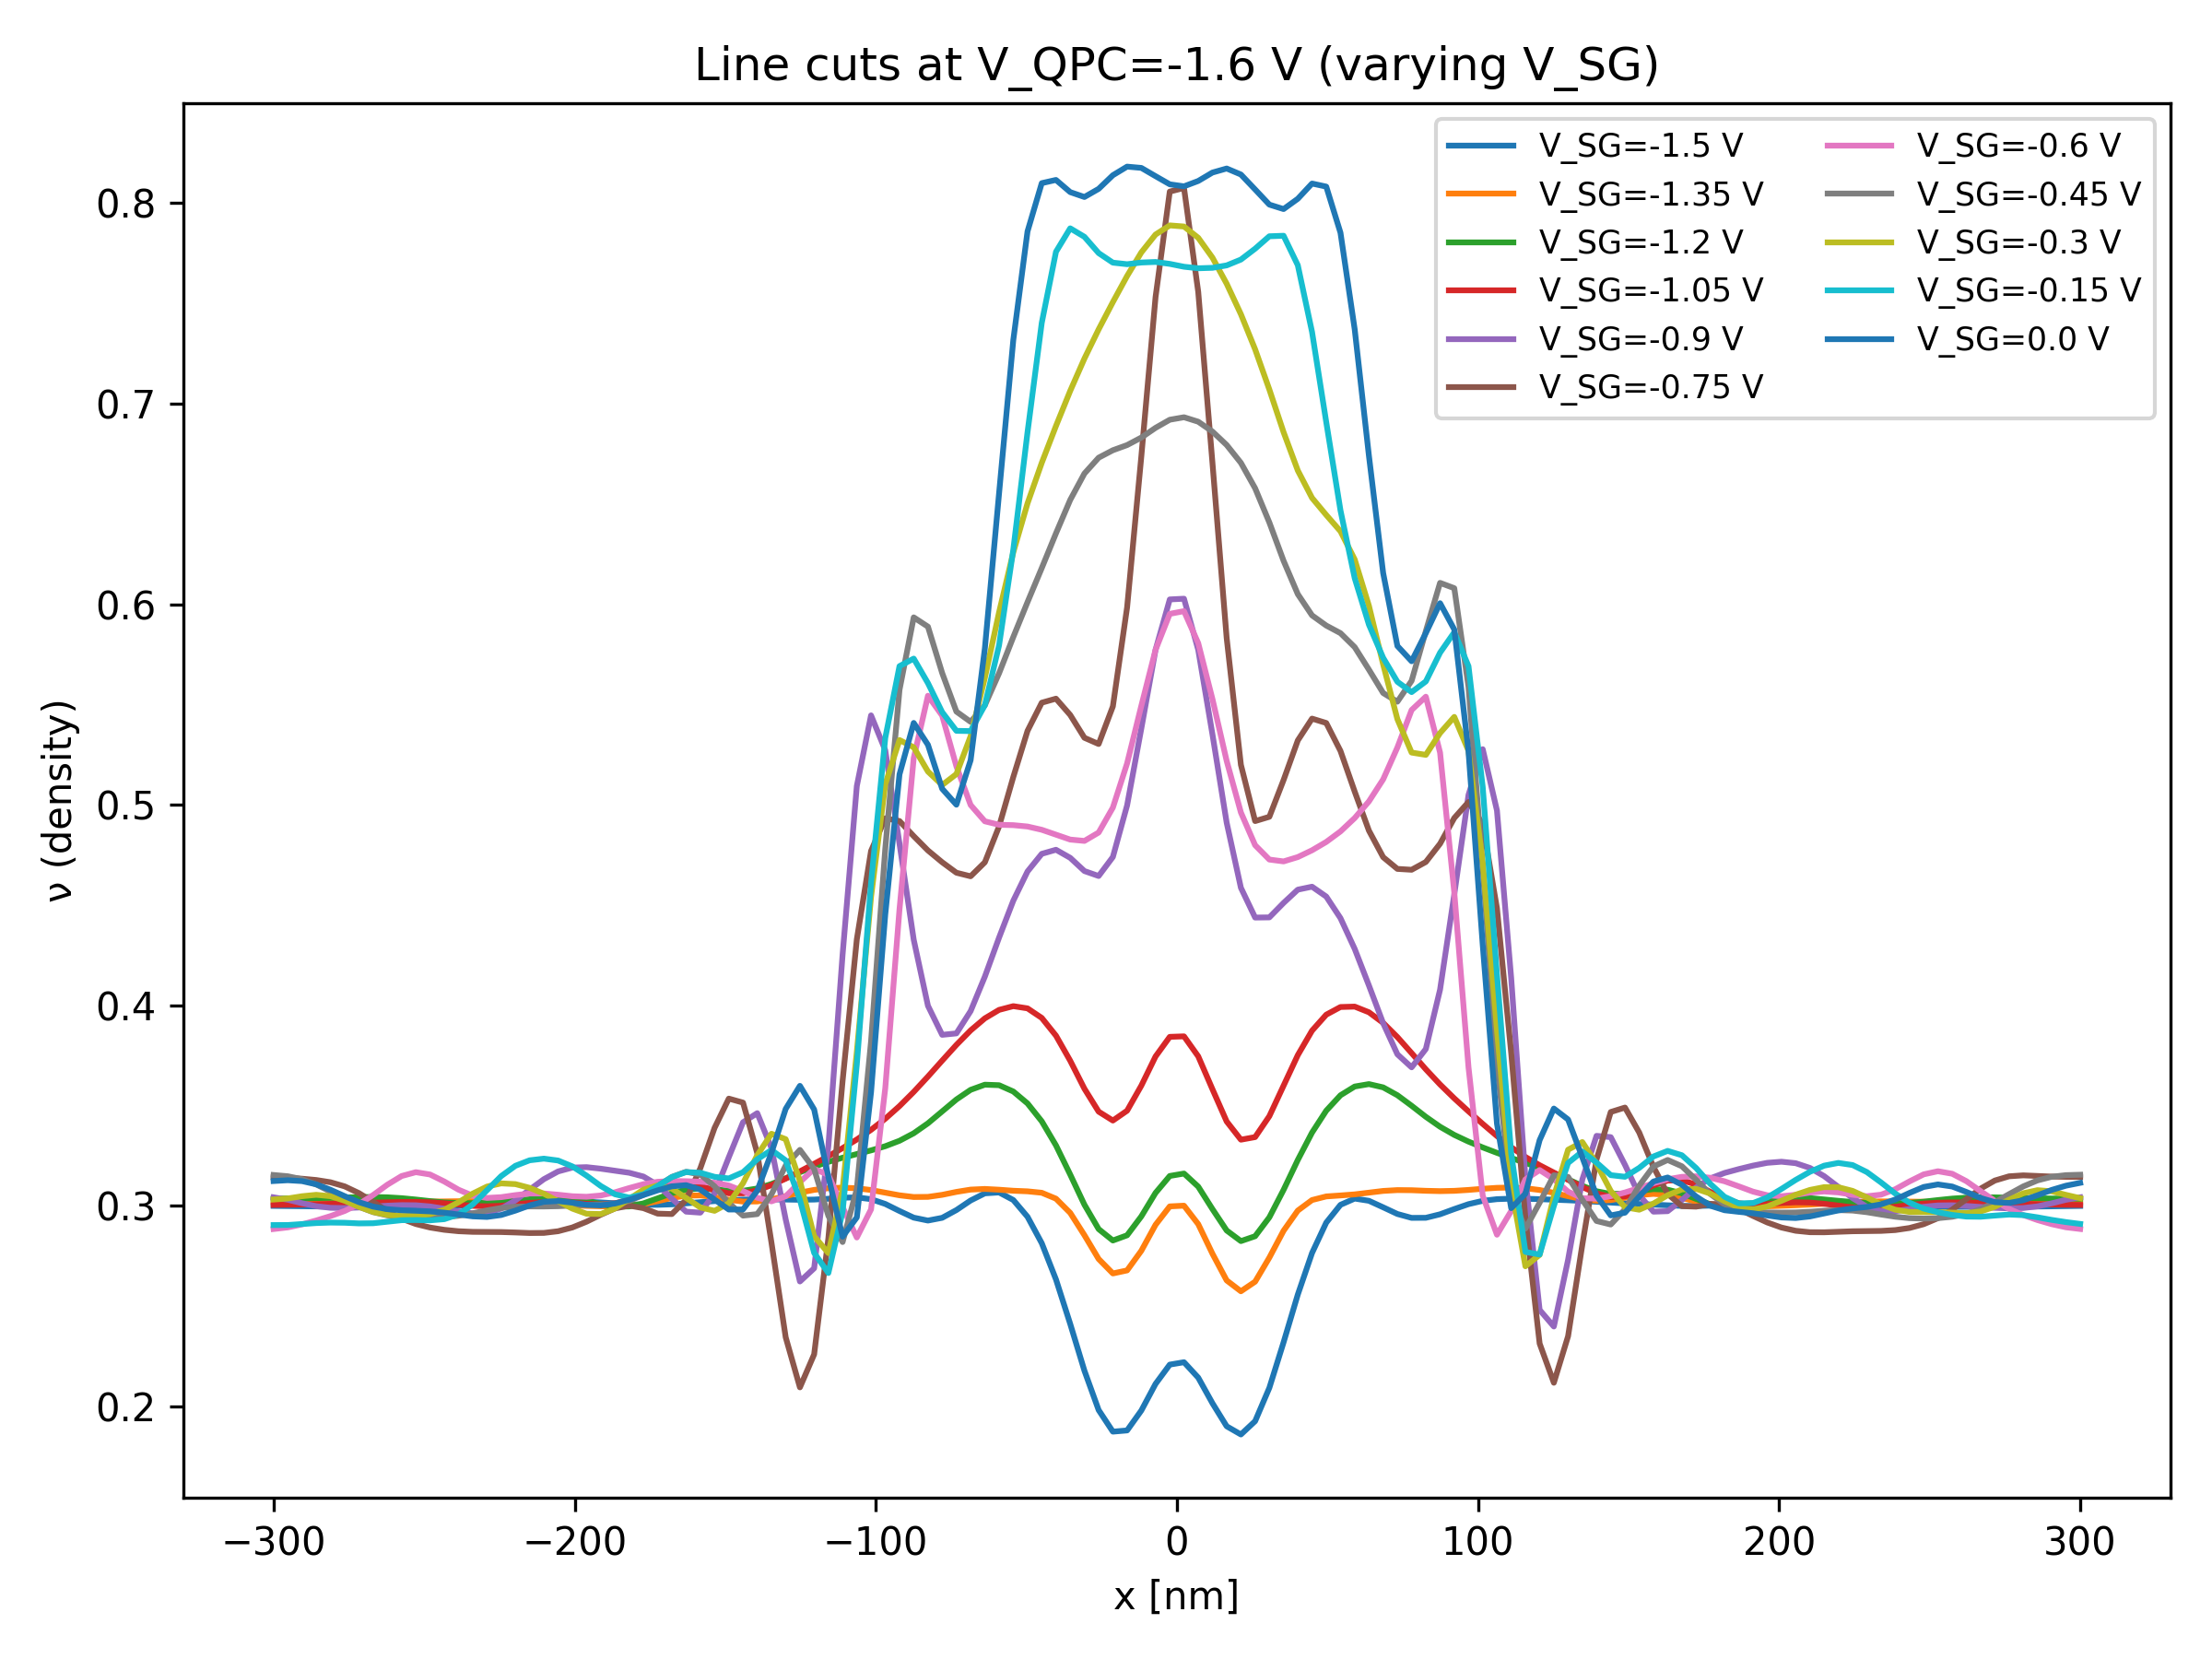 Line cuts at V_QPC=-1.6 V (varying V_SG)
V_SG=-1.5 V
V_SG=-1.35 V
V_SG=-1.2 V
V_SG=-1.05 V
V_SG=-0.9 V
V_SG=-0.75 V
V_SG=-0.6 V
V_SG=-0.45 V
V_SG=-0.3 V
V_SG=-0.15 V
V_SG=0.0 V
0.8
0.7
0.6
0.5
0.4
0.3
0.2
ν (density)
−300 −200 −100 0 100 200 300
x [nm]